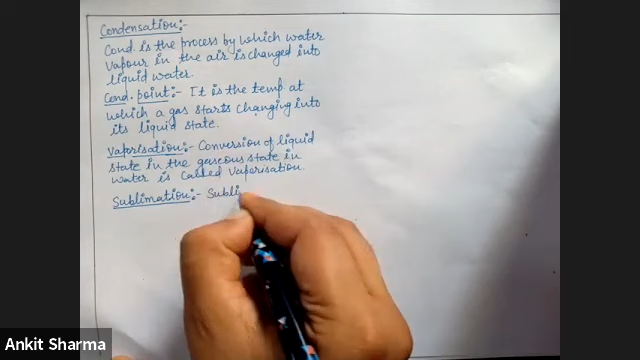 Condensation:-
Cond. is the process by which water
Vapour in the air is changed into
liquid water.
Cond. point:- It is the temp at
which a gas starts changing into
its liquid state.
Vaporisation:- Conversion of liquid
state in the gaseous state in
water is called Vaporisation.
Sublimation:- Subli
Ankit Sharma